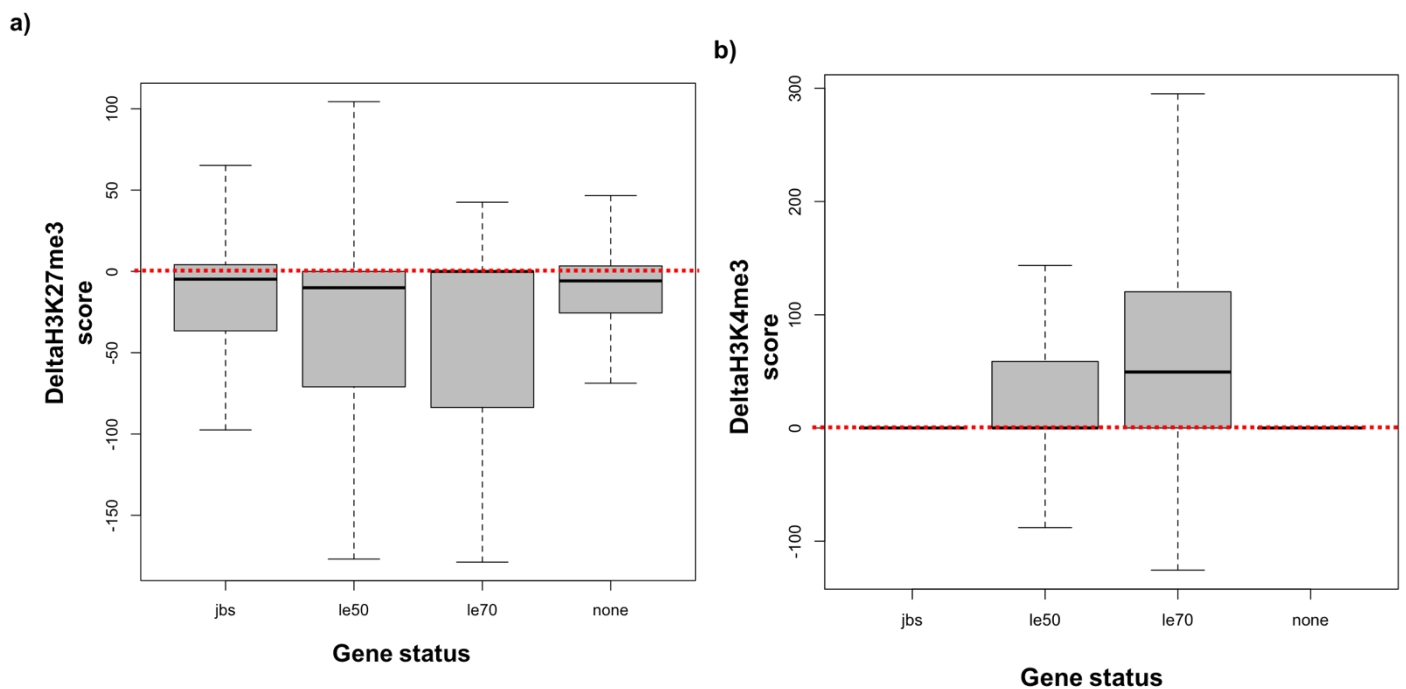 a)
DeltaH3K27me3
score
100
50
0
-50
-100
-150
jbs
le50
le70
none
Gene status
b)
DeltaH3K4me3
score
300
200
100
0
-100
jbs
le50
le70
none
Gene status